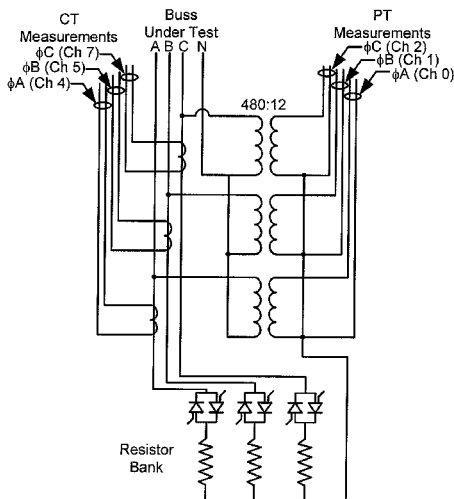 CT
Measurements
ϕC (Ch 7)
ϕB (Ch 5)
ϕA (Ch 4)
Buss
Under Test
A B C N
PT
Measurements
ϕC (Ch 2)
ϕB (Ch 1)
ϕA (Ch 0)
480:12
Resistor
Bank